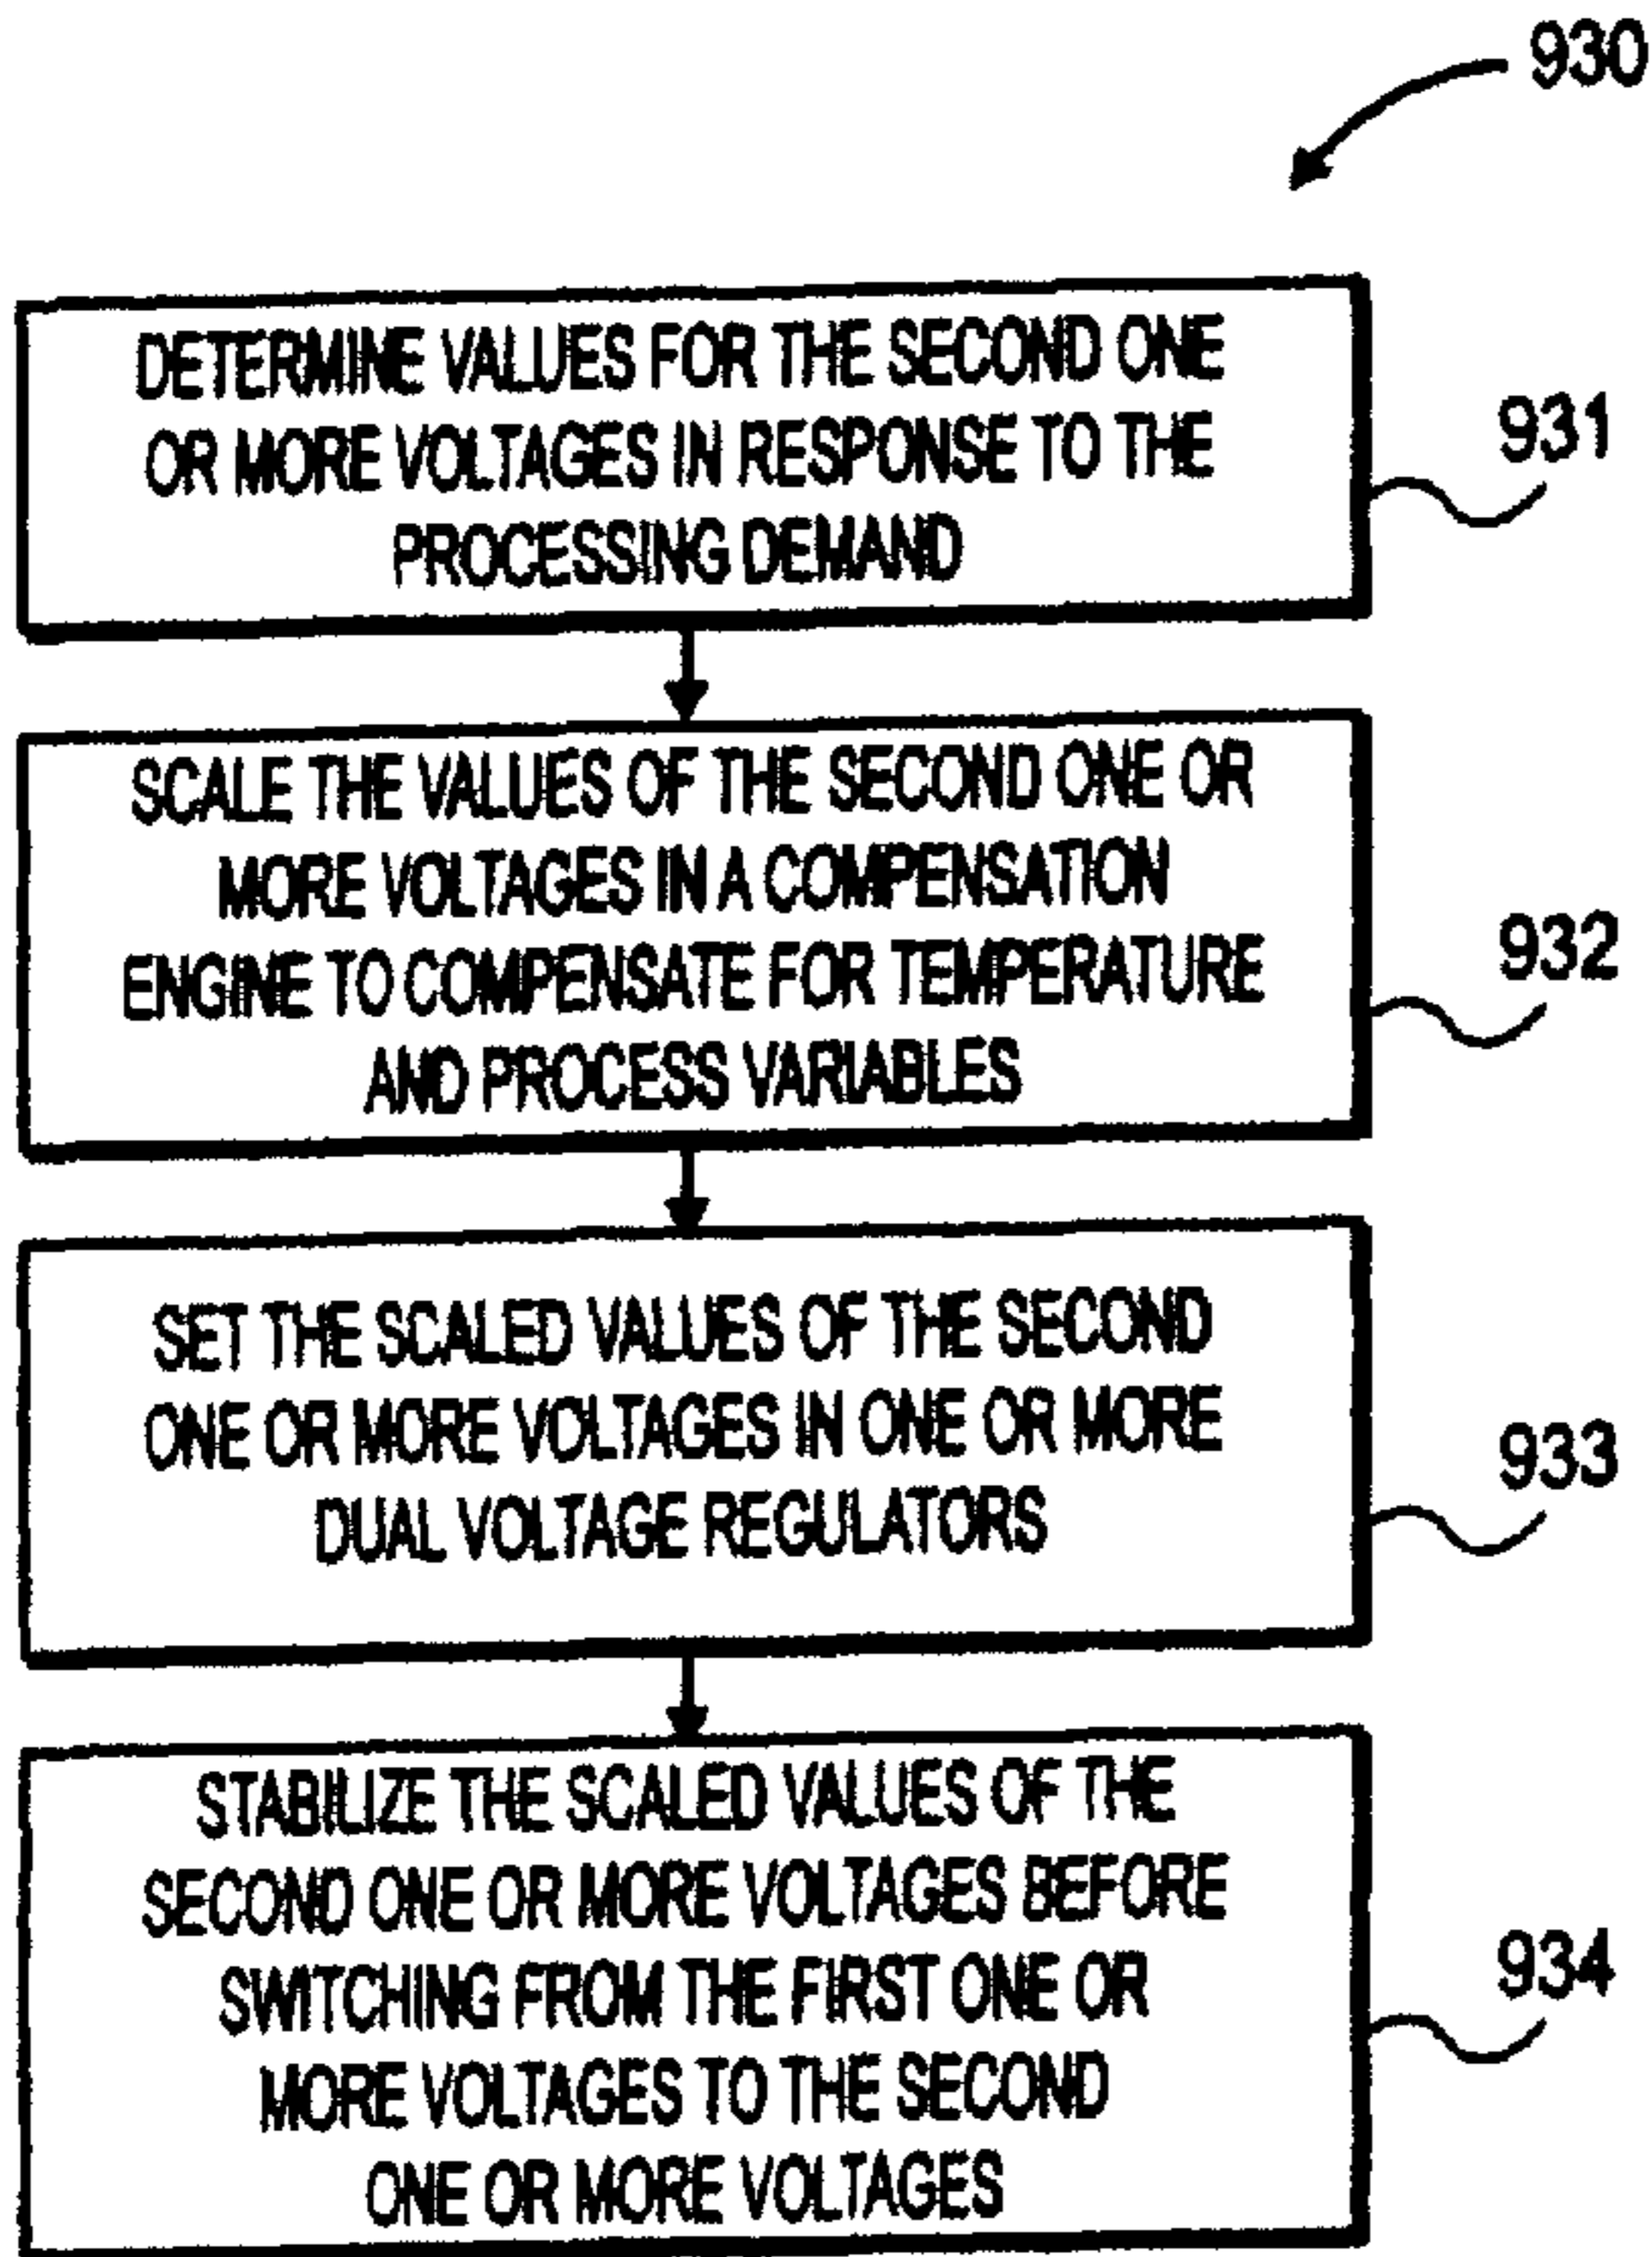 930
DETERMINE VALUES FOR THE SECOND ONE
OR MORE VOLTAGES IN RESPONSE TO THE
PROCESSING DEMAND
931
SCALE THE VALUES OF THE SECOND ONE OR
MORE VOLTAGES IN A COMPENSATION
ENGINE TO COMPENSATE FOR TEMPERATURE
AND PROCESS VARIABLES
932
SET THE SCALED VALUES OF THE SECOND
ONE OR MORE VOLTAGES IN ONE OR MORE
DUAL VOLTAGE REGULATORS
933
STABILIZE THE SCALED VALUES OF THE
SECOND ONE OR MORE VOLTAGES BEFORE
SWITCHING FROM THE FIRST ONE OR
MORE VOLTAGES TO THE SECOND
ONE OR MORE VOLTAGES
934